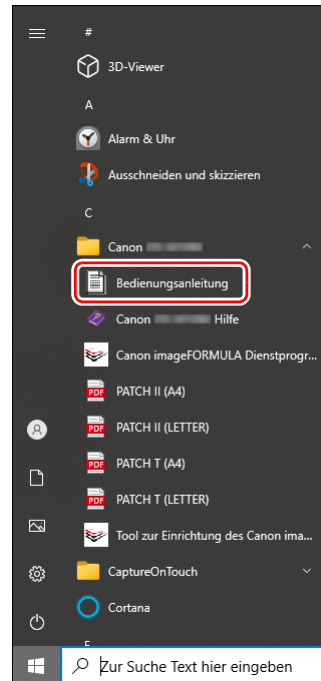 #
3D-Viewer
A
Alarm & Uhr
Ausschneiden und skizzieren
C
Canon
Bedienungsanleitung
Canon Hilfe
Canon imageFORMULA Dienstprogr...
PATCH II (A4)
PATCH II (LETTER)
PATCH T (A4)
PATCH T (LETTER)
Tool zur Einrichtung des Canon ima...
CaptureOnTouch
Cortana
Zur Suche Text hier eingeben